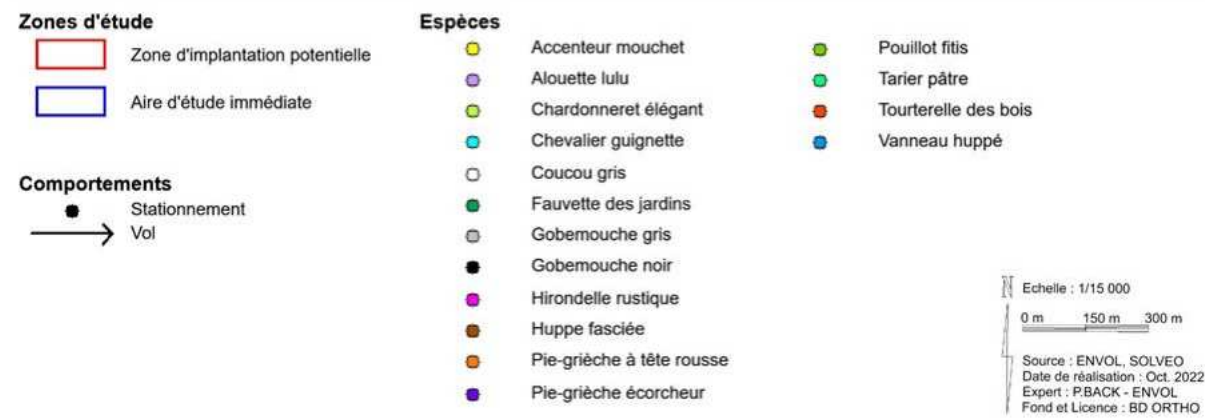 Zones d'étude
Zone d'implantation potentielle
Aire d'étude immédiate
Comportements
Stationnement
Vol
Espèces
Accenteur mouchet
Alouette lulu
Chardonneret élégant
Chevalier guignette
Coucou gris
Fauvette des jardins
Gobemouche gris
Gobemouche noir
Hirondelle rustique
Huppe fasciée
Pie-grièche à tête rousse
Pie-grièche écorcheur
Pouillot fitis
Tarier pâtre
Tourterelle des bois
Vanneau huppé
N
Echelle : 1/15 000
0 m 150 m 300 m
Source : ENVOL, SOLVEO
Date de réalisation : Oct. 2022
Expert : P.BACK - ENVOL
Fond et Licence : BD ORTHO